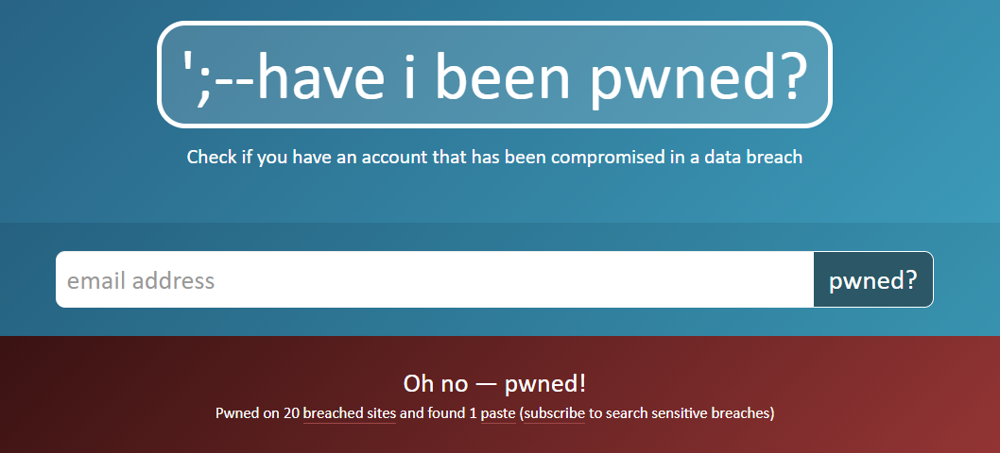 ';--have i been pwned?
Check if you have an account that has been compromised in a data breach
email address
pwned?
Oh no — pwned!
Pwned on 20 breached sites and found 1 paste (subscribe to search sensitive breaches)